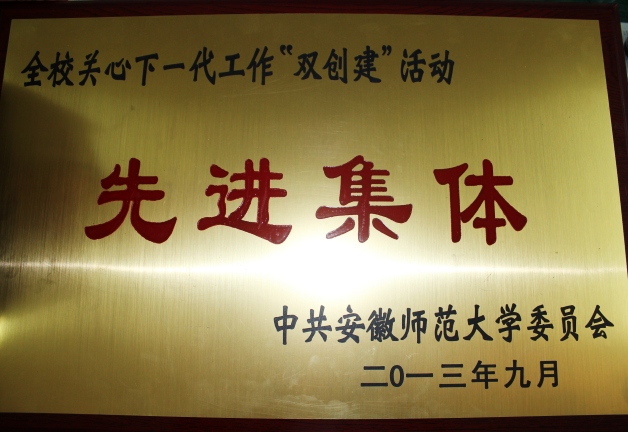 全校关心下一代工作“双创建”活动
先进集体
中共安徽师范大学委员会
二0一三年九月